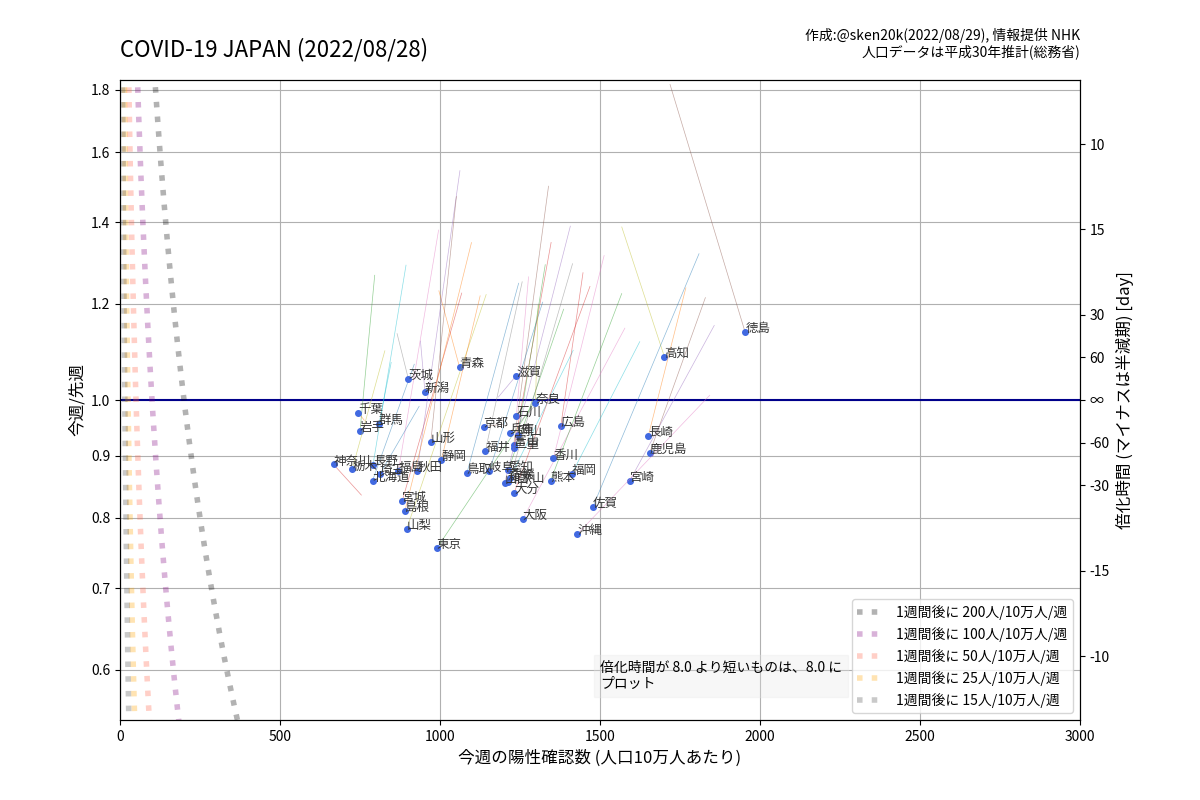 COVID-19 JAPAN (2022/08/28)
作成:@sken20k(2022/08/29), 情報提供 NHK
人口データは平成30年推計(総務省)
今週/先週
1.8
1.6
1.4
1.2
1.0
0.9
0.8
0.7
0.6
10
15
30
60
∞
-60
-30
-15
-10
倍化時間 (マイナスは半減期) [day]
徳島
高知
青森
滋賀
茨城
新潟
奈良
千葉
石川
群馬
京都
広島
岩手
兵庫
長崎
山形
福井
鹿児島
静岡
香川
神奈川
長野
栃木
福島
秋田
鳥取
岐阜
愛知
福岡
北海道
熊本
宮崎
大分
宮城
島根
佐賀
大阪
山梨
沖縄
東京
1週間後に 200人/10万人/週
1週間後に 100人/10万人/週
1週間後に 50人/10万人/週
1週間後に 25人/10万人/週
1週間後に 15人/10万人/週
倍化時間が 8.0 より短いものは、8.0 に
プロット
0
500
1000
1500
2000
2500
3000
今週の陽性確認数 (人口10万人あたり)